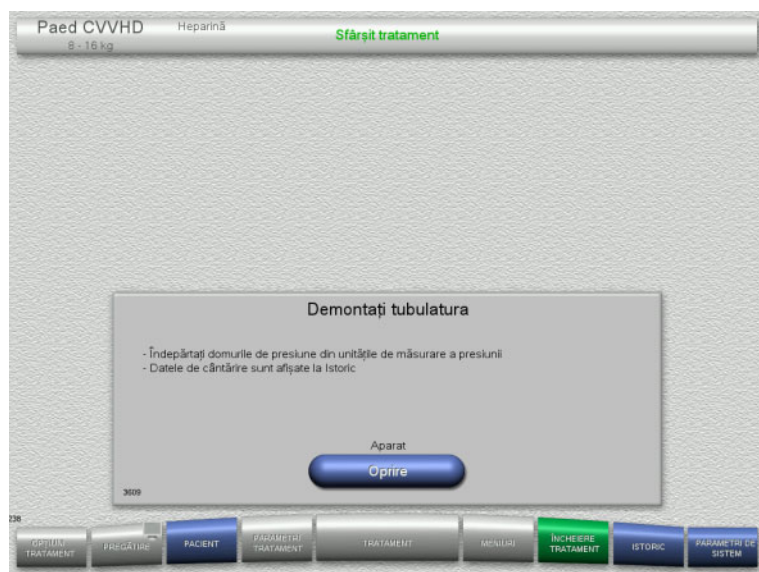 Paed CVVHD
Heparină
8 - 16 kg
Sfârșit tratament
Demontați tubulatura
- Îndepărtați domurile de presiune din unitățile de măsurare a presiunii
- Datele de cântărire sunt afișate la Istoric
Aparat
Oprire
3609
238
OPȚIUNI
TRATAMENT
PREGĂTIRE
PACIENT
PARAMETRI
TRATAMENT
TRATAMENT
MENIURI
ÎNCHEIERE
TRATAMENT
ISTORIC
PARAMETRI DE
SISTEM